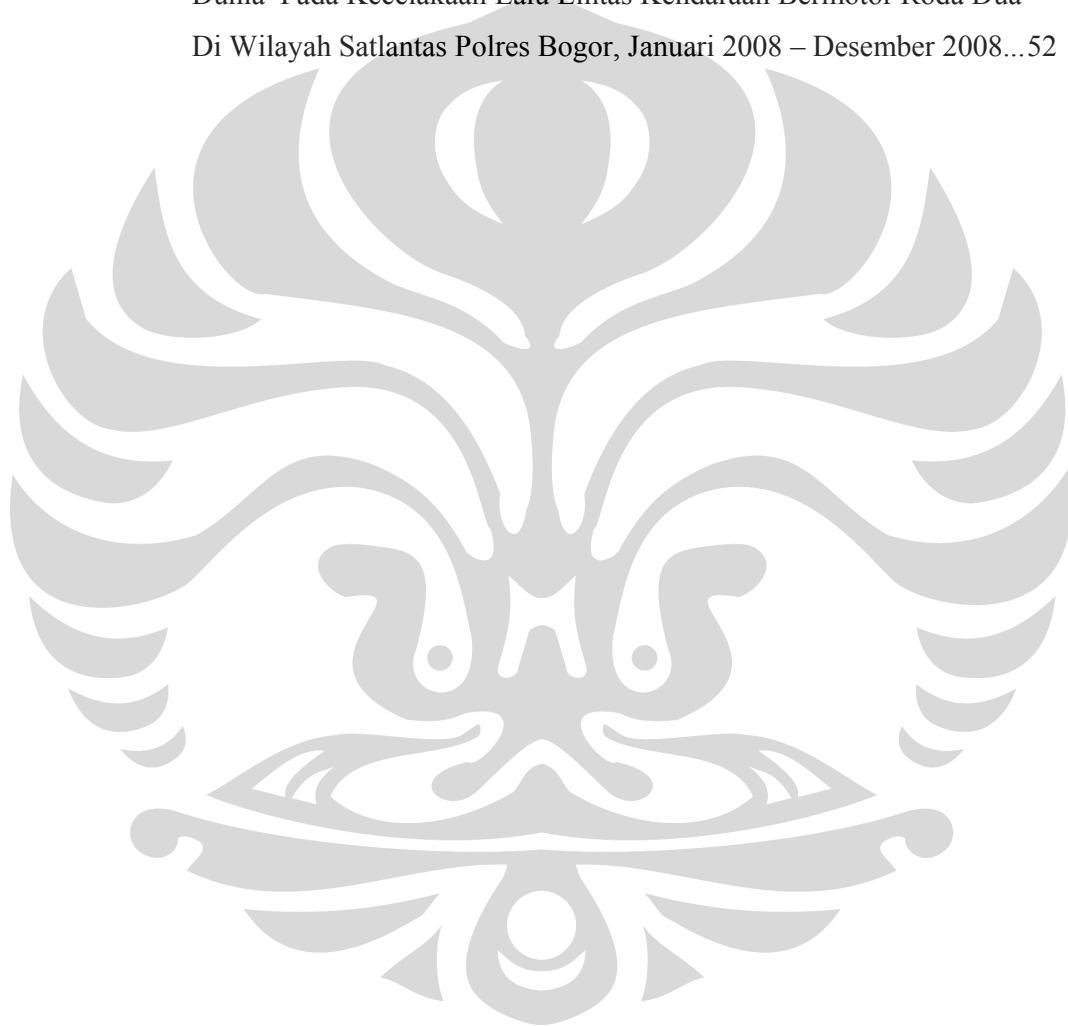 Dunia Pada Kecelakaan Lalu Lintas Kendaraan Bermotor Roda Dua
Di Wilayah Satlantas Polres Bogor, Januari 2008 – Desember 2008...52